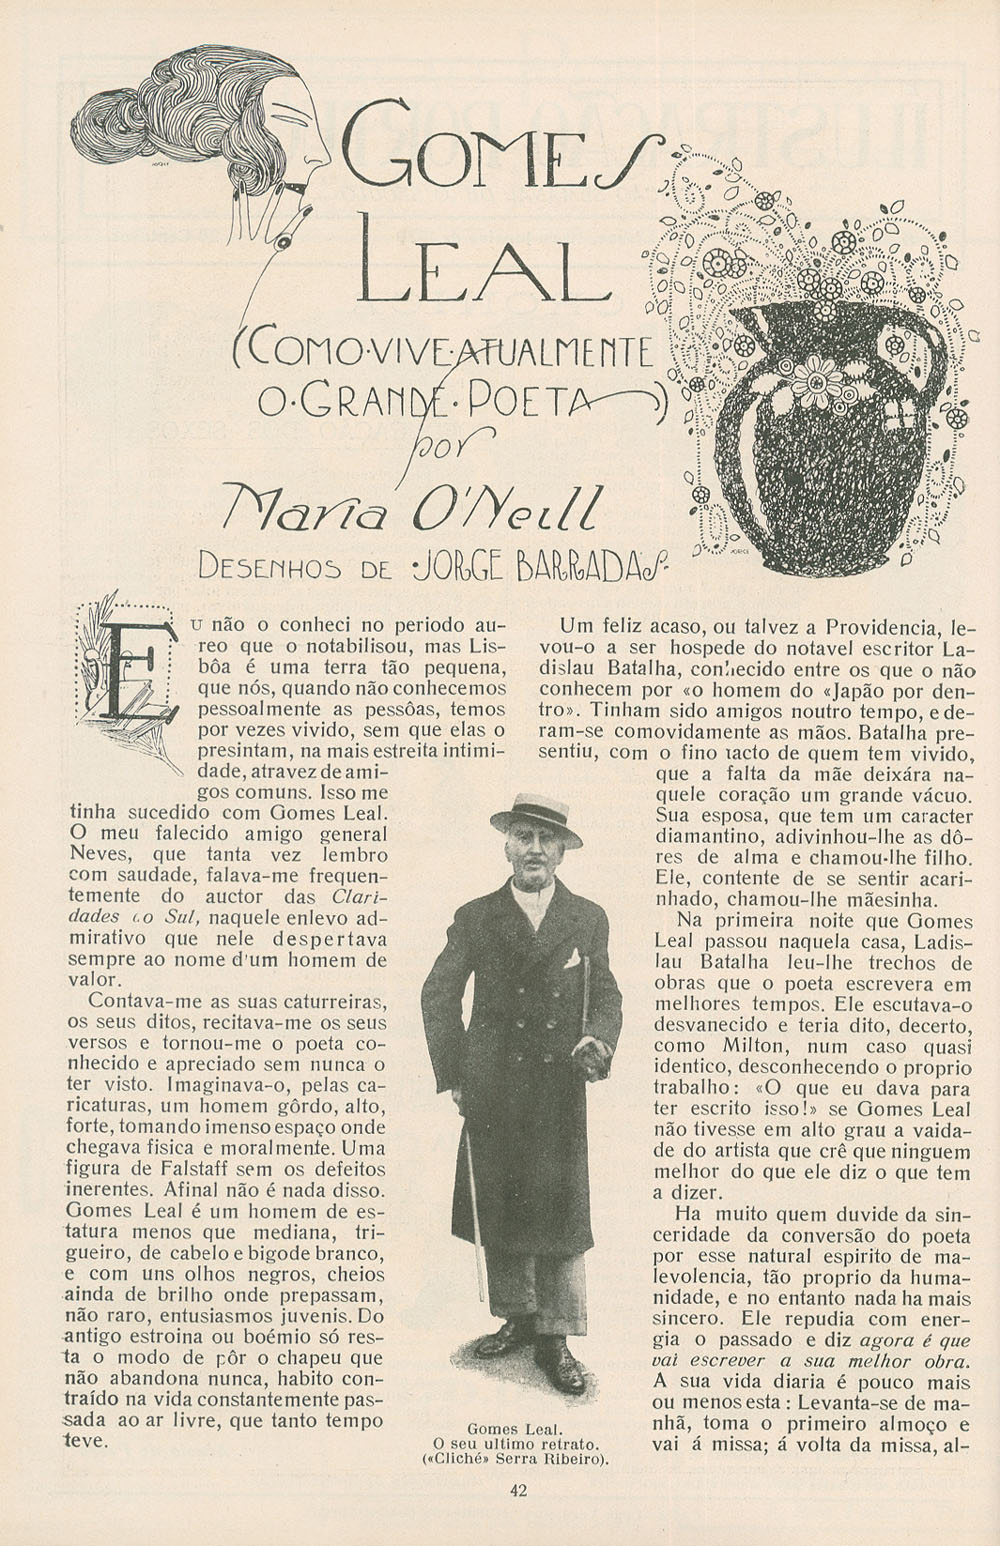 GOMES
LEAL
(COMO·VIVE·ATUALMENTE
O·GRANDE·POETA)
por
Maria O'Neill
DESENHOS DE ·JORGE BARRADAS·
EU não o conheci no periodo au-
reo que o notabilisou, mas Lis-
bôa é uma terra tão pequena,
que nós, quando não conhecemos
pessoalmente as pessôas, temos
por vezes vivido, sem que elas o
presintam, na mais estreita intimi-
dade, atravez de ami-
gos comuns. Isso me
tinha sucedido com Gomes Leal.
O meu falecido amigo general
Neves, que tanta vez lembro
com saudade, falava-me frequen-
temente do auctor das Clari-
dades do Sul, naquele enlevo ad-
mirativo que nele despertava
sempre ao nome d'um homem de
valor.
Contava-me as suas caturreiras,
os seus ditos, recitava-me os seus
versos e tornou-me o poeta co-
nhecido e apreciado sem nunca o
ter visto. Imaginava-o, pelas ca-
ricaturas, um homem gôrdo, alto,
forte, tomando imenso espaço onde
chegava fisica e moralmente. Uma
figura de Falstaff sem os defeitos
inerentes. Afinal não é nada disso.
Gomes Leal é um homem de es-
tatura menos que mediana, tri-
gueiro, de cabelo e bigode branco,
e com uns olhos negros, cheios
ainda de brilho onde prepassam,
não raro, entusiasmos juvenis. Do
antigo estroina ou boémio só res-
ta o modo de pôr o chapeu que
não abandona nunca, habito con-
traído na vida constantemente pas-
sada ao ar livre, que tanto tempo
teve.
Gomes Leal.
O seu ultimo retrato.
(«Cliché» Serra Ribeiro).
Um feliz acaso, ou talvez a Providencia, le-
vou-o a ser hospede do notavel escritor La-
dislau Batalha, conhecido entre os que o não
conhecem por «o homem do «Japão por den-
tro». Tinham sido amigos noutro tempo, e de-
ram-se comovidamente as mãos. Batalha pre-
sentiu, com o fino tacto de quem tem vivido,
que a falta da mãe deixára na-
quele coração um grande vácuo.
Sua esposa, que tem um caracter
diamantino, adivinhou-lhe as dô-
res de alma e chamou-lhe filho.
Ele, contente de se sentir acari-
nhado, chamou-lhe mãesinha.
Na primeira noite que Gomes
Leal passou naquela casa, Ladis-
lau Batalha leu-lhe trechos de
obras que o poeta escrevera em
melhores tempos. Ele escutava-o
desvanecido e teria dito, decerto,
como Milton, num caso quasi
identico, desconhecendo o proprio
trabalho: «O que eu dava para
ter escrito isso!» se Gomes Leal
não tivesse em alto grau a vaida-
de do artista que crê que ninguem
melhor do que ele diz o que tem
a dizer.
Ha muito quem duvide da sin-
ceridade da conversão do poeta
por esse natural espirito de ma-
levolencia, tão proprio da huma-
nidade, e no entanto nada ha mais
sincero. Ele repudia com ener-
gia o passado e diz agora é que
vai escrever a sua melhor obra.
A sua vida diaria é pouco mais
ou menos esta: Levanta-se de ma-
nhã, toma o primeiro almoço e
vai á missa; á volta da missa, al-
42